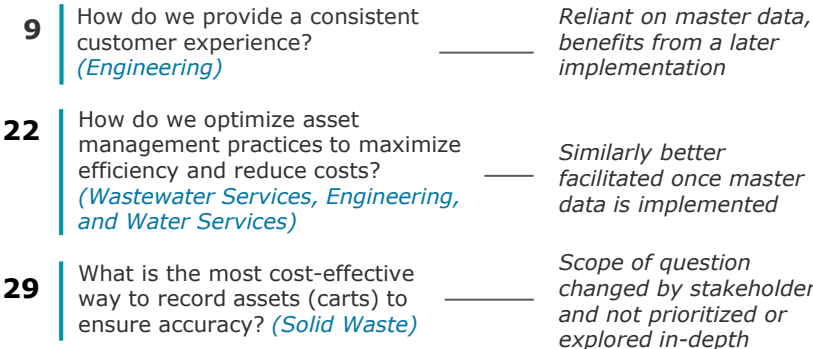 9
How do we provide a consistent
customer experience?
(Engineering)
Reliant on master data,
benefits from a later
implementation
22
How do we optimize asset
management practices to maximize
efficiency and reduce costs?
(Wastewater Services, Engineering,
and Water Services)
Similarly better
facilitated once master
data is implemented
29
What is the most cost-effective
way to record assets (carts) to
ensure accuracy? (Solid Waste)
Scope of question
changed by stakeholder
and not prioritized or
explored in-depth